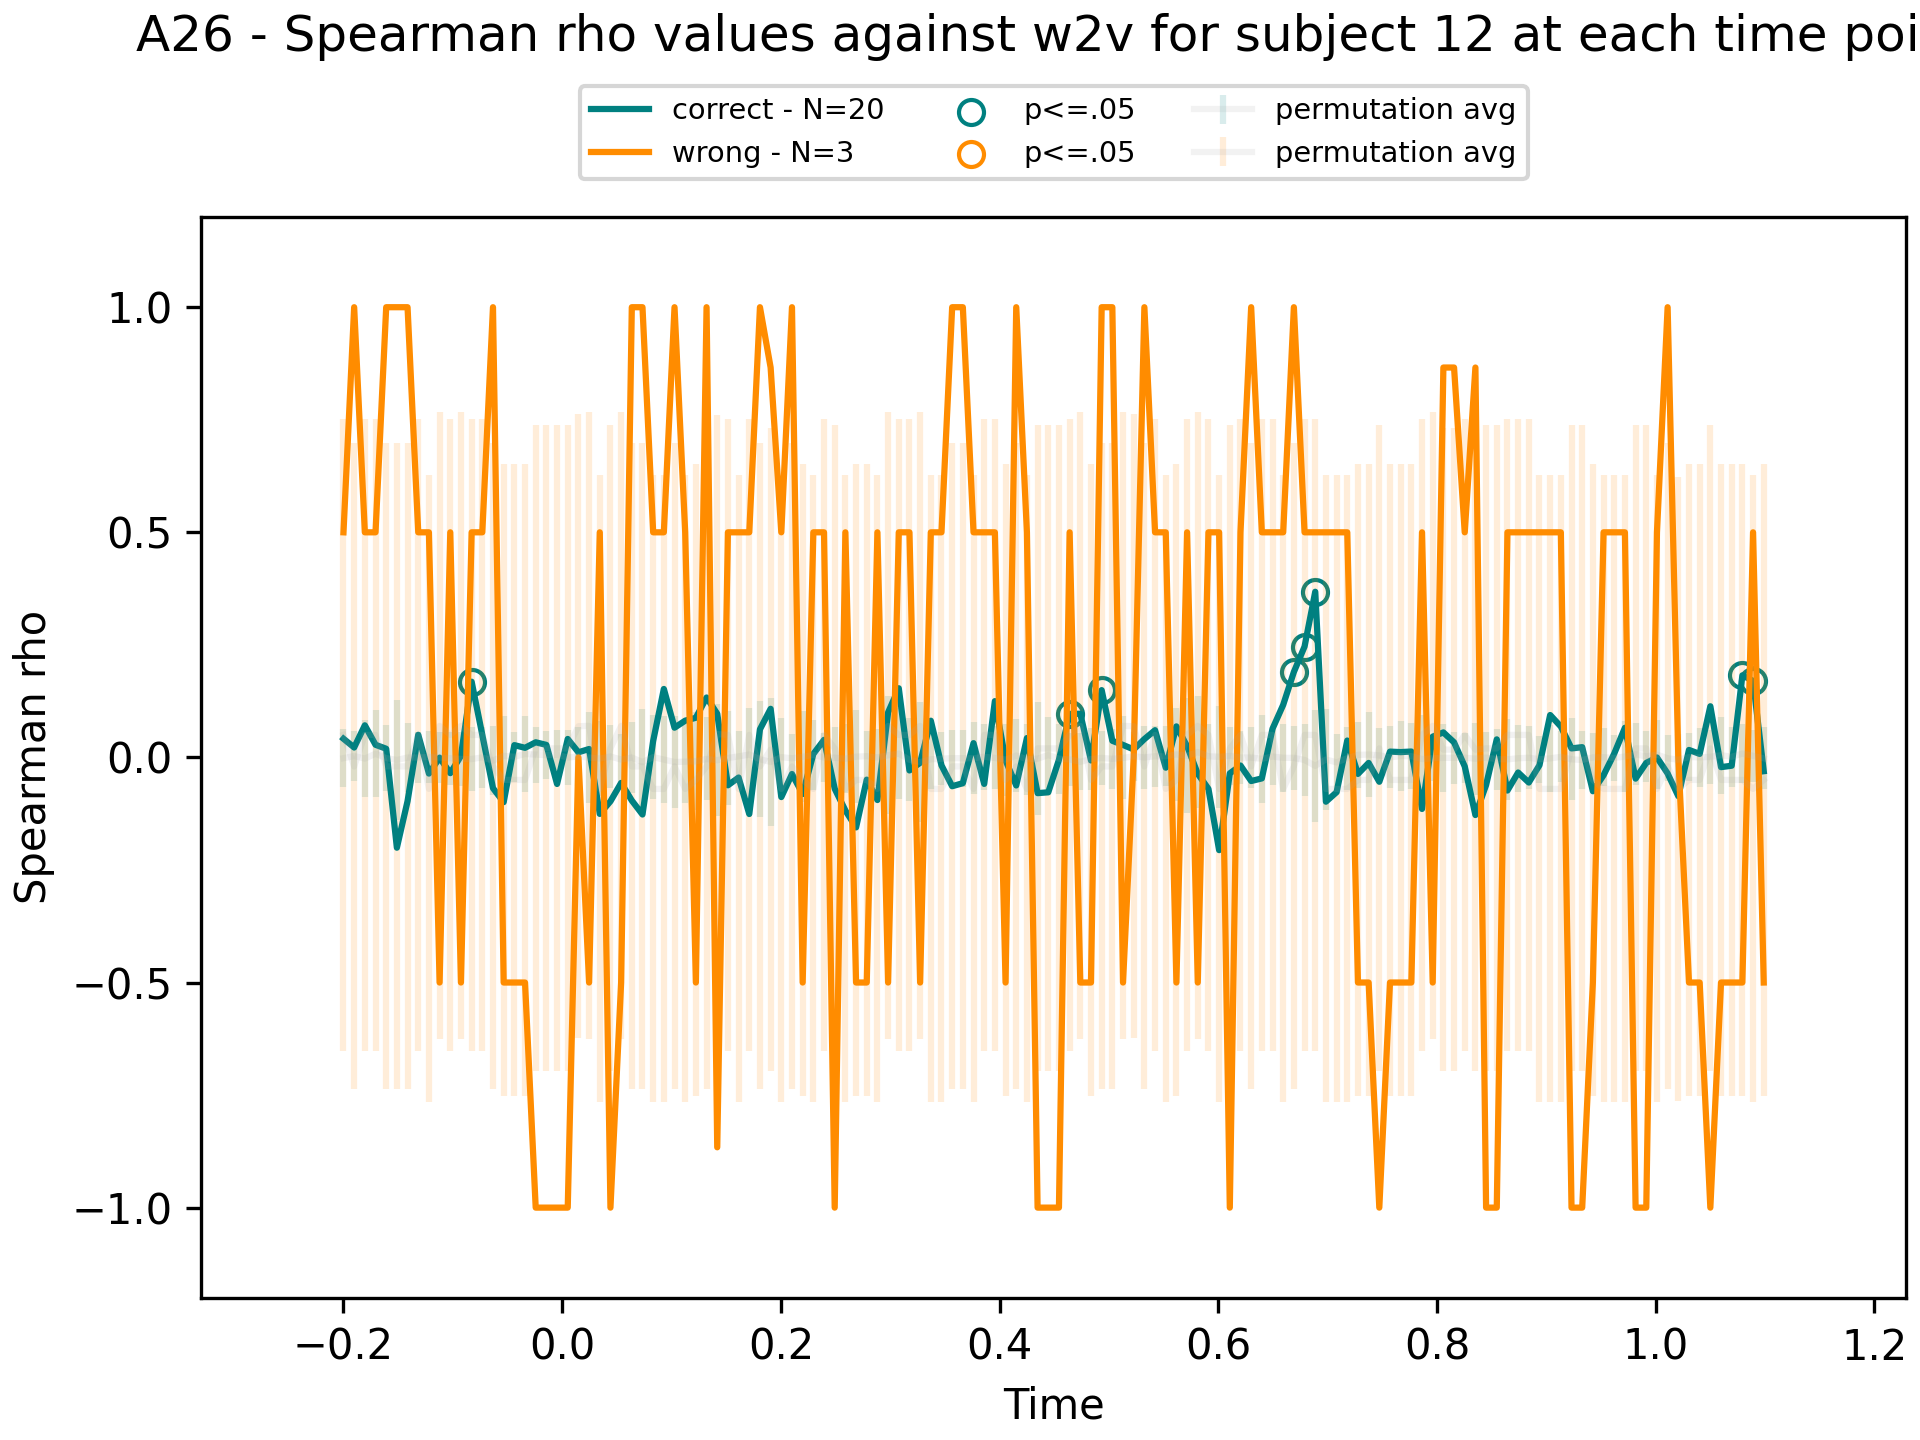 A26 - Spearman rho values against w2v for subject 12 at each time poi
correct - N=20
wrong - N=3
p<=.05
p<=.05
permutation avg
permutation avg
Spearman rho
1.0
0.5
0.0
−0.5
−1.0
−0.2
0.0
0.2
0.4
0.6
0.8
1.0
1.2
Time